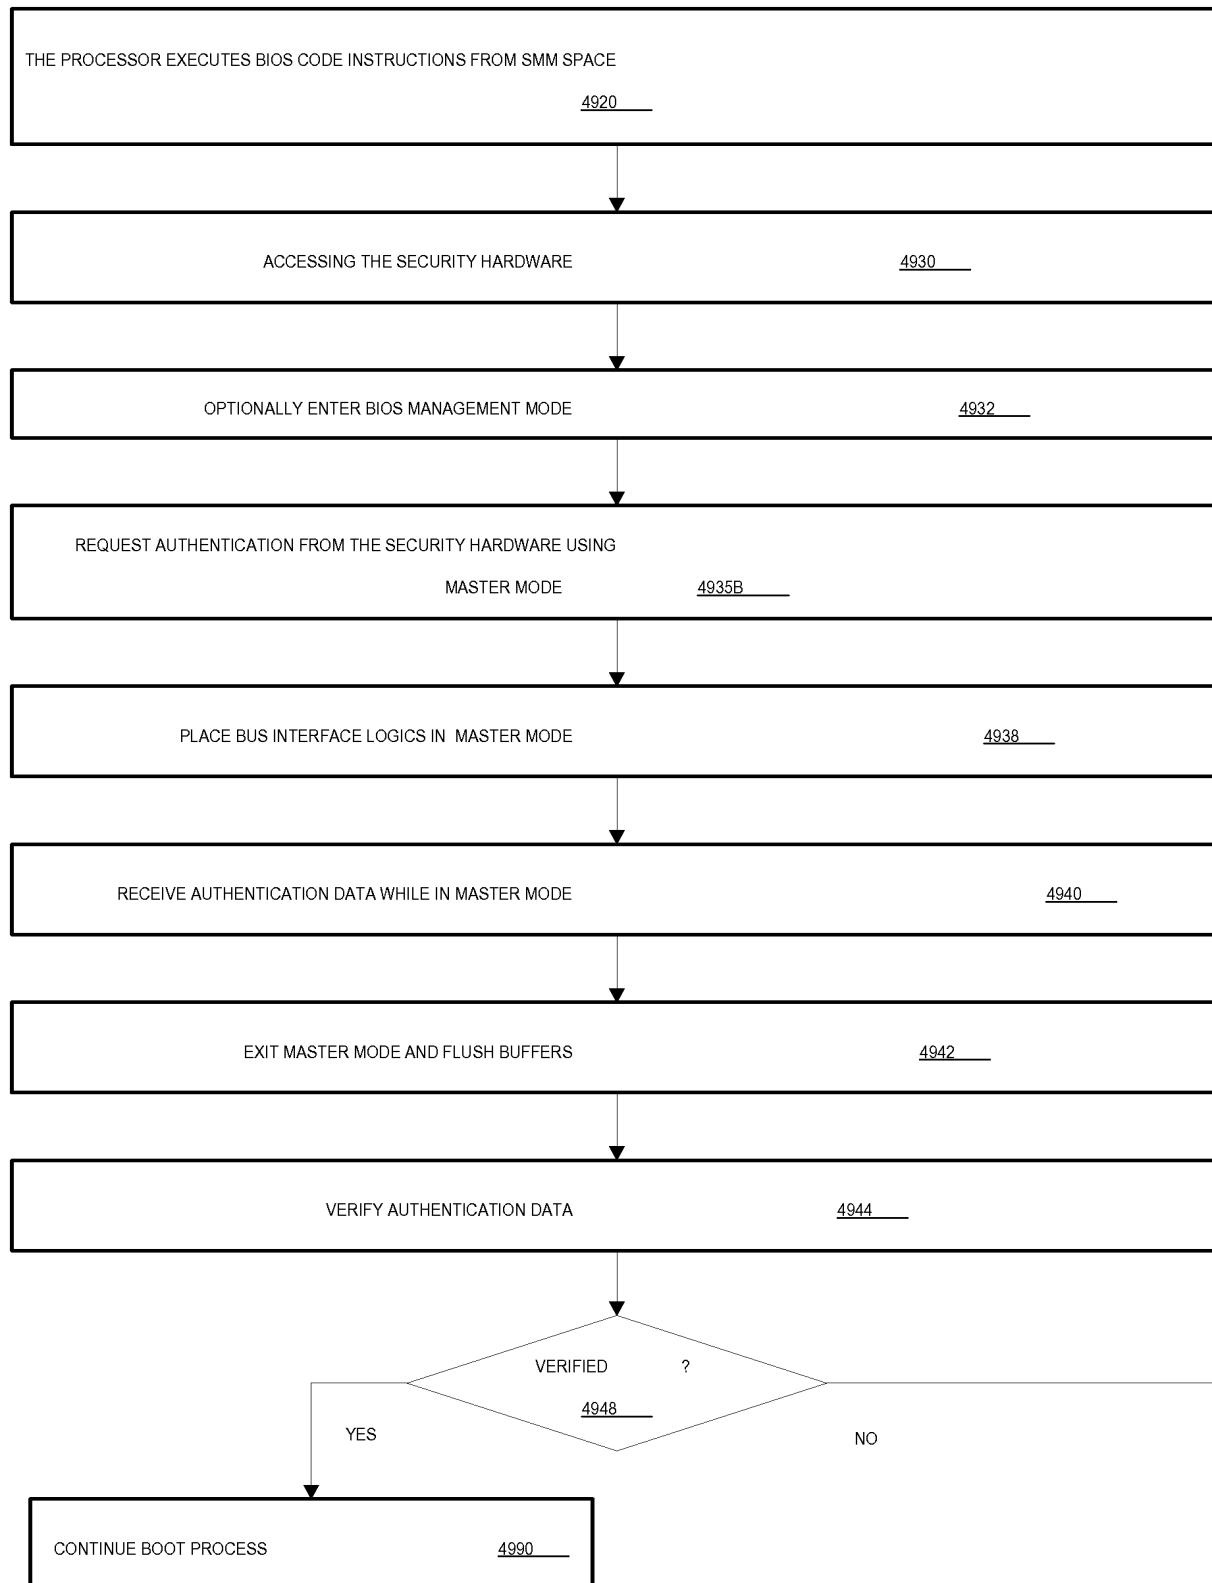 THE PROCESSOR EXECUTES BIOS CODE INSTRUCTIONS FROM SMM SPACE
4920
ACCESSING THE SECURITY HARDWARE 4930
OPTIONALLY ENTER BIOS MANAGEMENT MODE 4932
REQUEST AUTHENTICATION FROM THE SECURITY HARDWARE USING
MASTER MODE 4935B
PLACE BUS INTERFACE LOGICS IN MASTER MODE 4938
RECEIVE AUTHENTICATION DATA WHILE IN MASTER MODE 4940
EXIT MASTER MODE AND FLUSH BUFFERS 4942
VERIFY AUTHENTICATION DATA 4944
VERIFIED ?
4948
YES
NO
CONTINUE BOOT PROCESS 4990